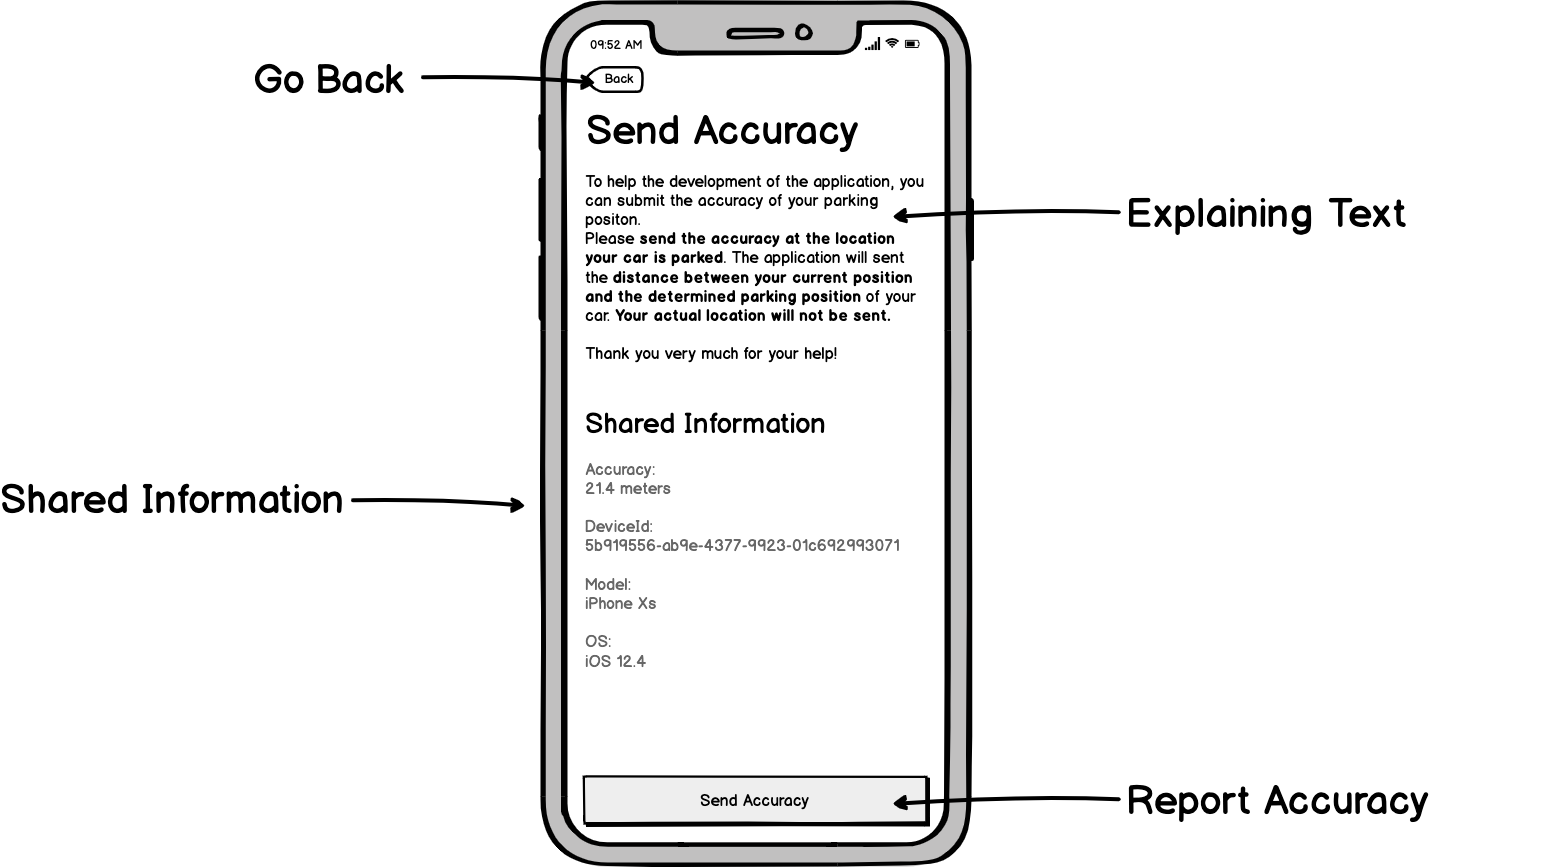 09:52 AM
Go Back
Back
Send Accuracy
To help the development of the application, you
can submit the accuracy of your parking
positon.
Please send the accuracy at the location
your car is parked. The application will sent
the distance between your current position
and the determined parking position of your
car. Your actual location will not be sent.
Explaining Text
Thank you very much for your help!
Shared Information
Accuracy:
21.4 meters
Shared Information
DeviceId:
5b919556-ab9e-4377-9923-01c692993071
Model:
iPhone Xs
OS:
iOS 12.4
Send Accuracy
Report Accuracy